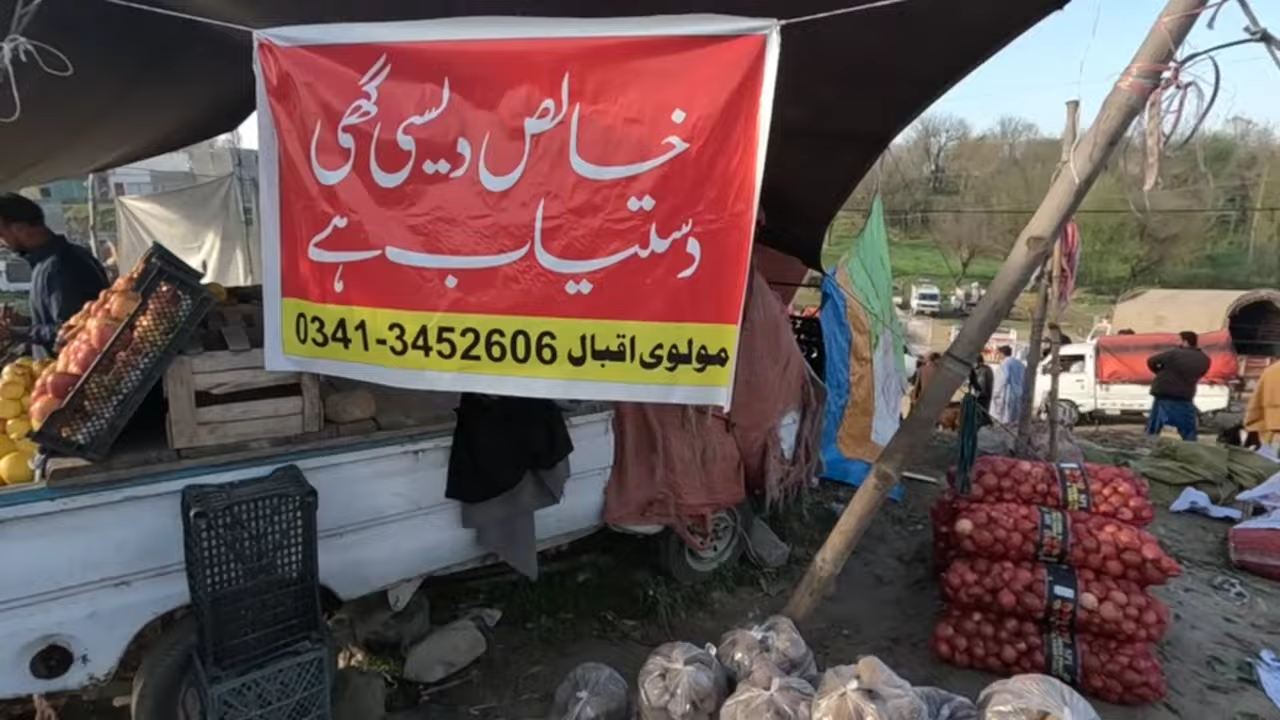 خالص دیسی گھی
دستیاب ہے
مولوی اقبال 0341-3452606